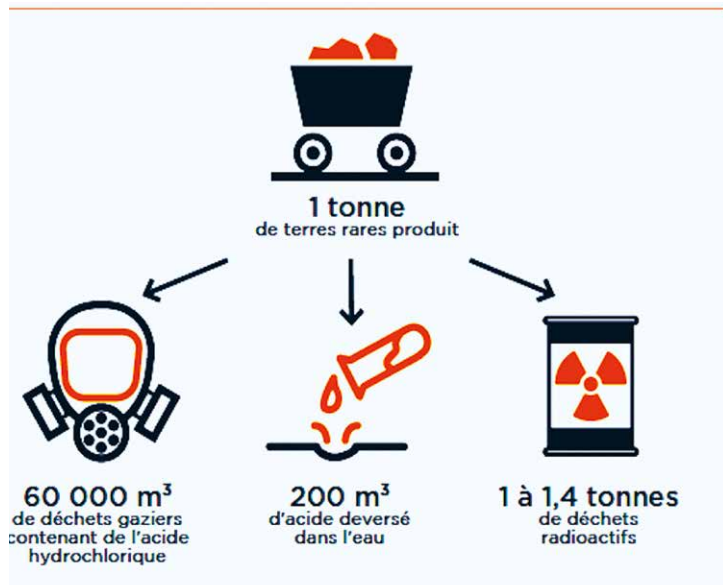 1 tonne
de terres rares produit
60 000 m³
de déchets gaziers
contenant de l'acide
hydrochlorique
200 m³
d'acide deversé
dans l'eau
1 à 1,4 tonnes
de déchets
radioactifs